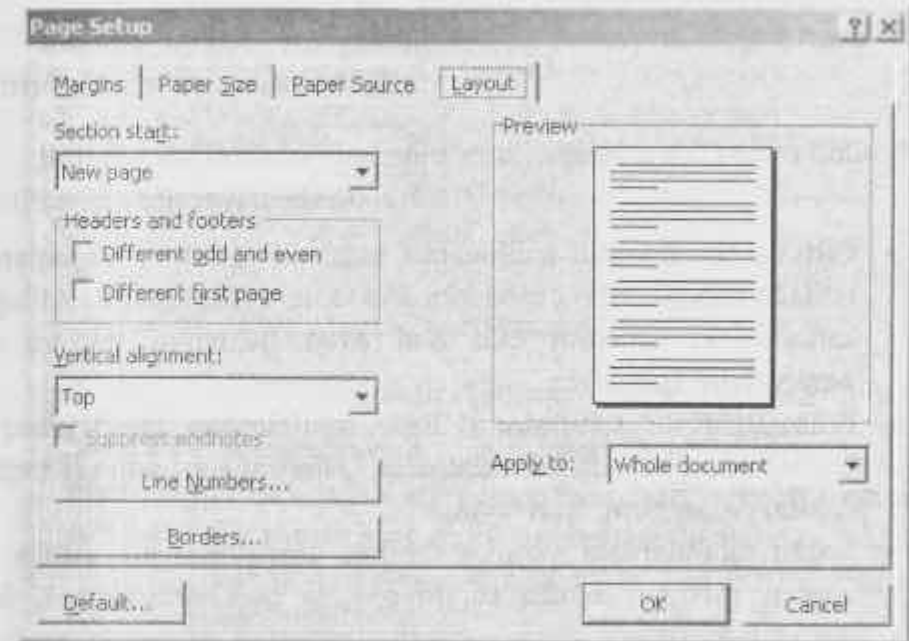 Page Setup
Margins
Paper Size
Paper Source
Layout
Section start:
New page
Headers and footers
Different odd and even
Different first page
Vertical alignment:
Top
Suppress endnotes
Line Numbers...
Borders...
Preview
Apply to:
Whole document
Default...
OK
Cancel